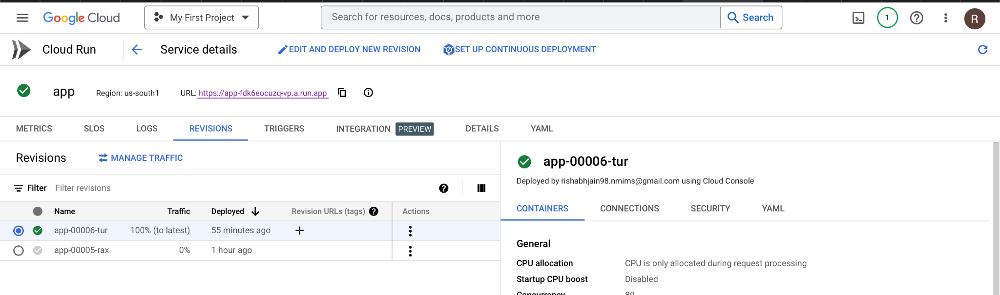 Google Cloud My First Project Search for resources, docs, products and more Search 1 R
Cloud Run Service details EDIT AND DEPLOY NEW REVISION SET UP CONTINUOUS DEPLOYMENT
app Region: us-south1 URL: https://app-fdk6eocuzq-vp.a.run.app
METRICS SLOS LOGS REVISIONS TRIGGERS INTEGRATION PREVIEW DETAILS YAML
Revisions MANAGE TRAFFIC
Filter Filter revisions
Name Traffic Deployed Revision URLs (tags) Actions
app-00006-tur 100% (to latest) 55 minutes ago
app-00005-rax 0% 1 hour ago
app-00006-tur
Deployed by rishabhjain98.nmims@gmail.com using Cloud Console
CONTAINERS CONNECTIONS SECURITY YAML
General
CPU allocation CPU is only allocated during request processing
Startup CPU boost Disabled
Concurrency 80